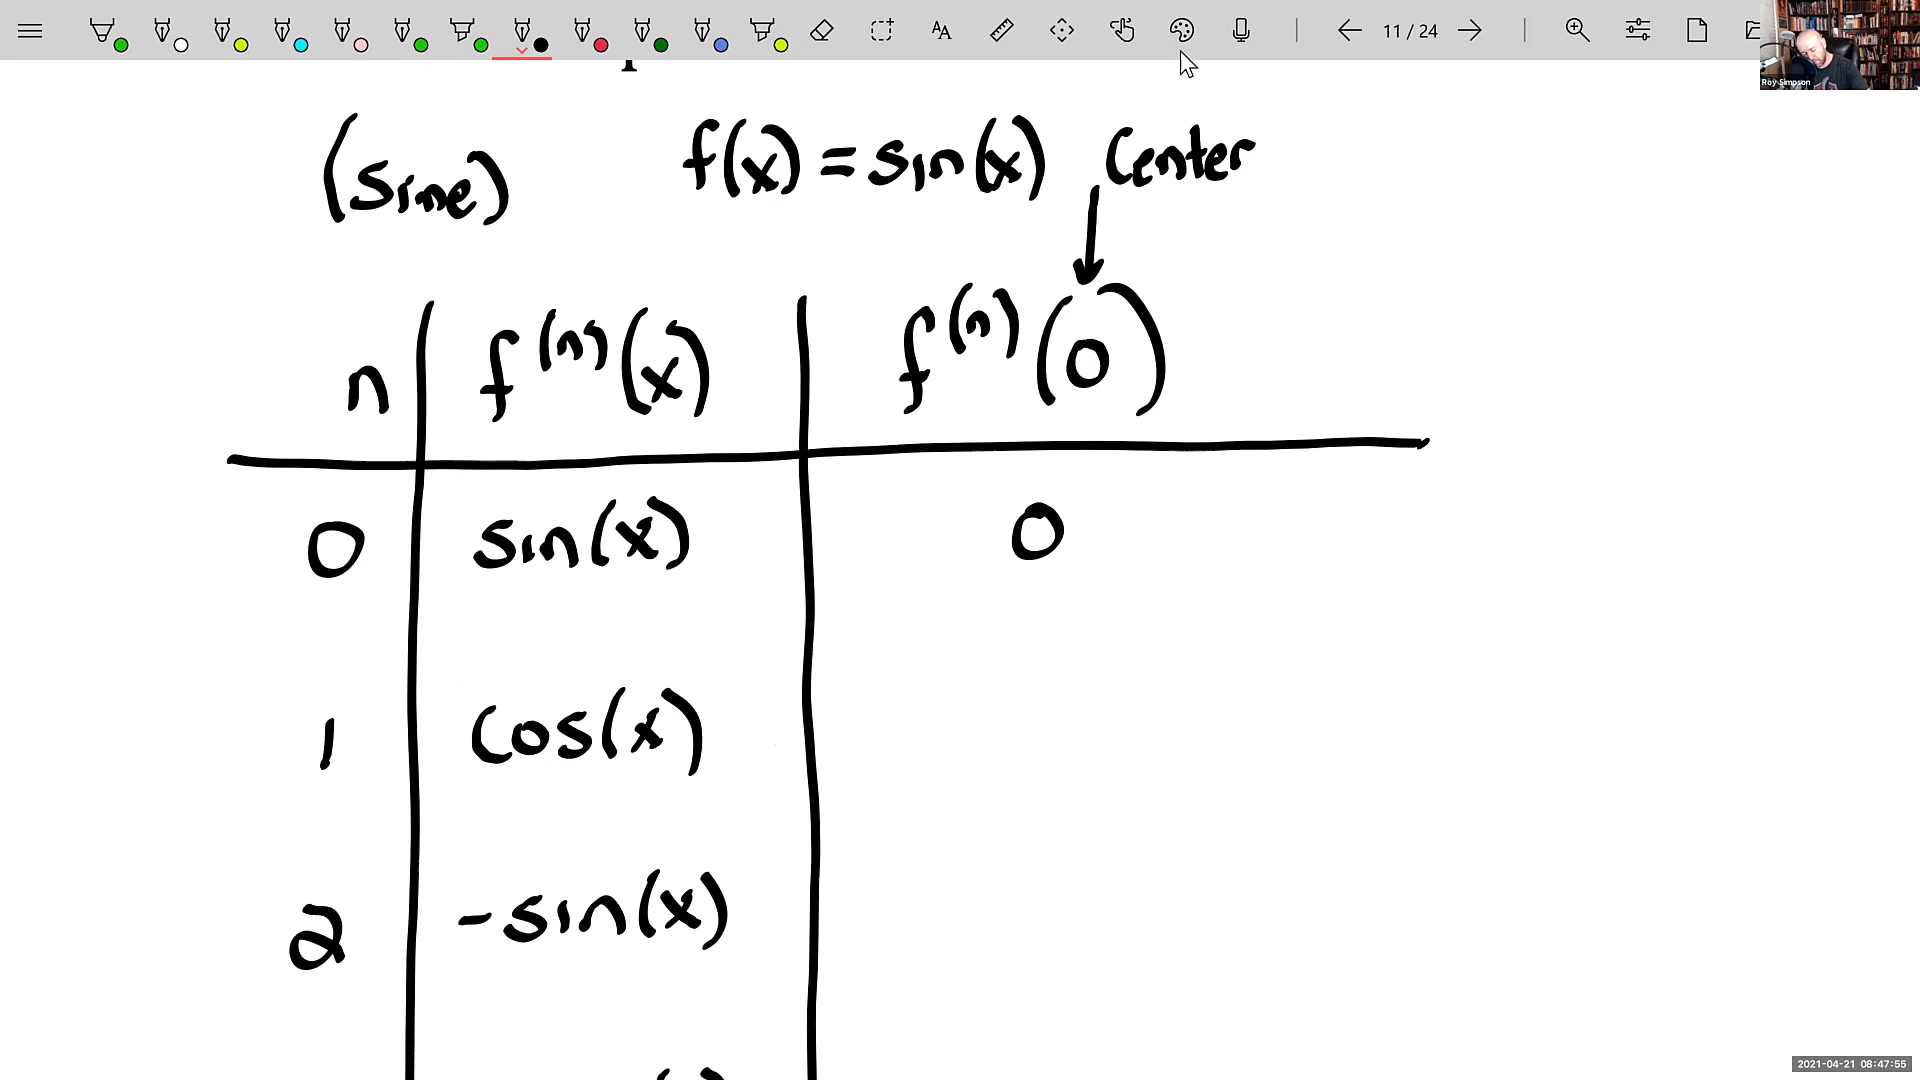 11 / 24
Roy Simpson
(Sine) f(x) = sin(x) Center
n f^(n)(x) f^(n)(0)
0 sin(x) 0
1 cos(x)
2 -sin(x)
2021-04-21 08:47:55